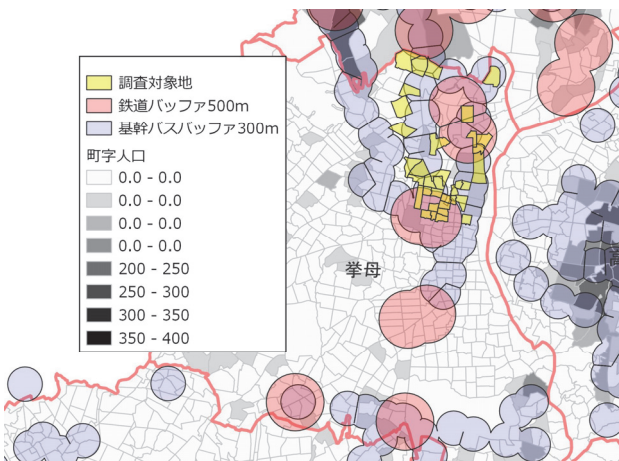 調査対象地
鉄道バッファ500m
基幹バスバッファ300m
町字人口
0.0 - 0.0
0.0 - 0.0
0.0 - 0.0
0.0 - 0.0
200 - 250
250 - 300
300 - 350
350 - 400
挙母
高